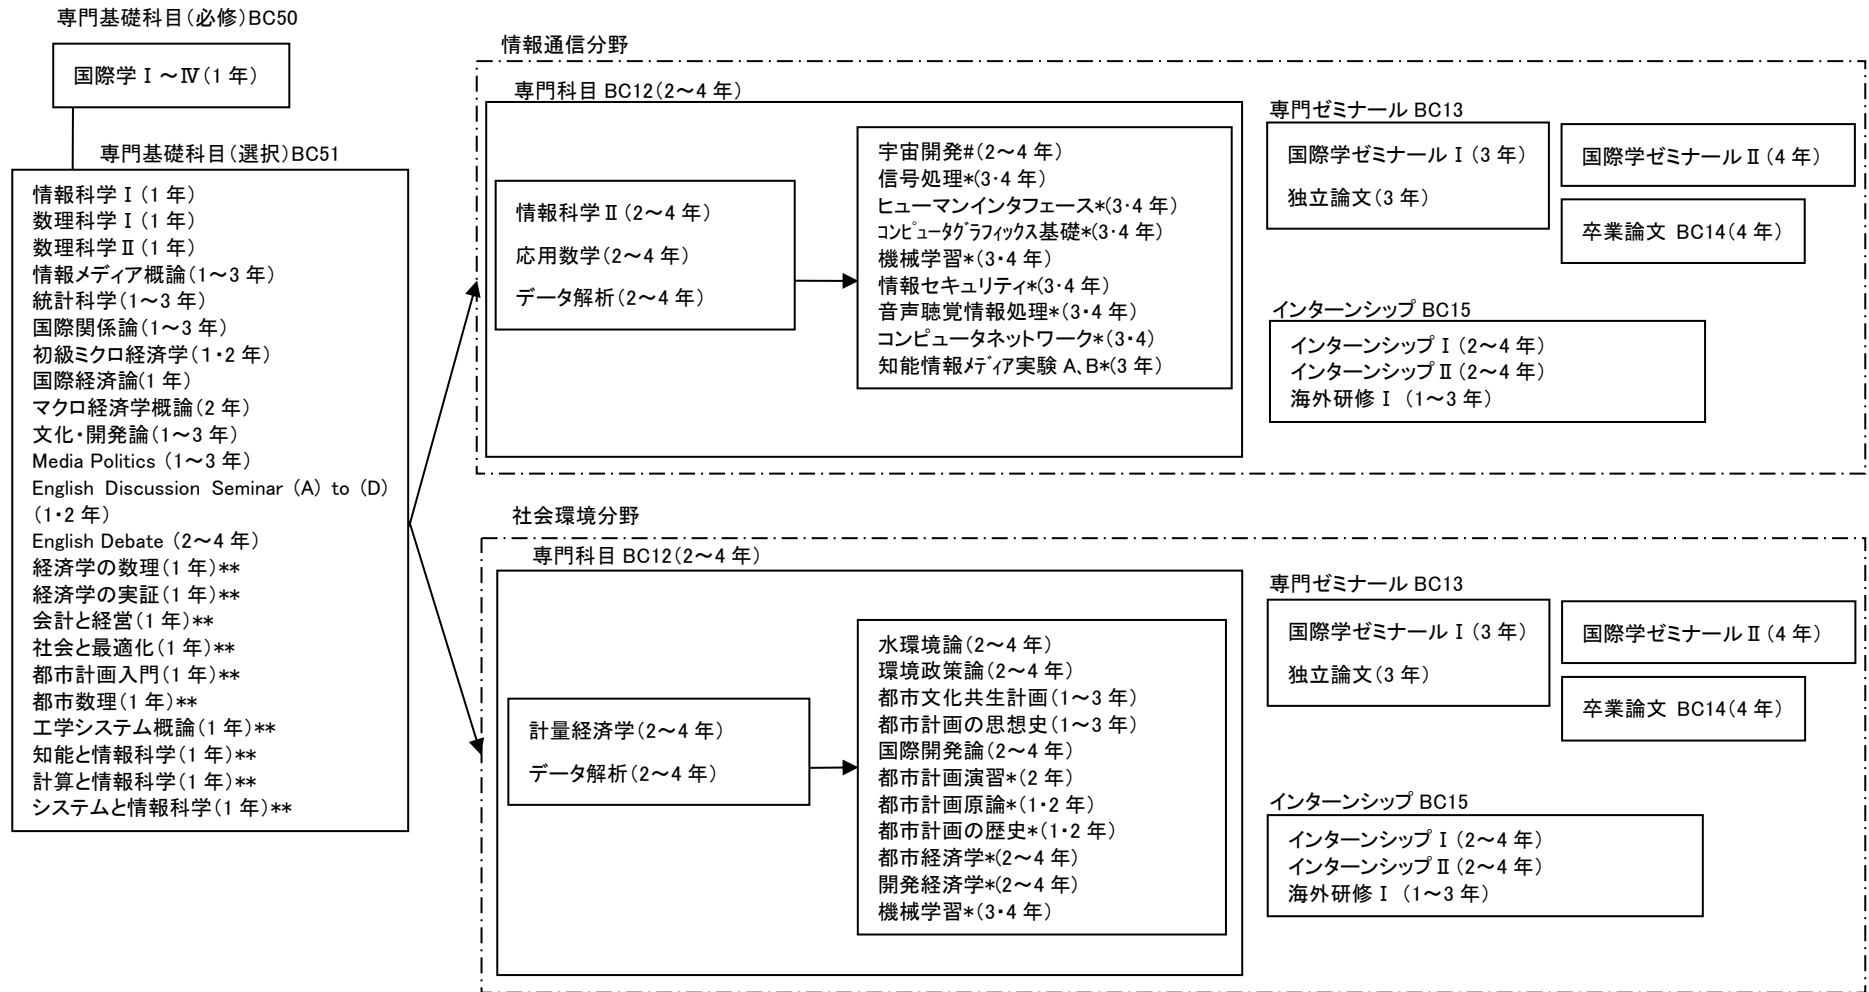 専門基礎科目(必修)BC50
国際学Ⅰ～Ⅳ(1年)
専門基礎科目(選択)BC51
情報科学Ⅰ(1年)
数理科学Ⅰ(1年)
数理科学Ⅱ(1年)
情報メディア概論(1～3年)
統計科学(1～3年)
国際関係論(1～3年)
初級ミクロ経済学(1・2年)
国際経済論(1年)
マクロ経済学概論(2年)
文化・開発論(1～3年)
Media Politics (1～3年)
English Discussion Seminar (A) to (D)
(1・2年)
English Debate (2～4年)
経済学の数理(1年)**
経済学の実証(1年)**
会計と経営(1年)**
社会と最適化(1年)**
都市計画入門(1年)**
都市数理(1年)**
工学システム概論(1年)**
知能と情報科学(1年)**
計算と情報科学(1年)**
システムと情報科学(1年)**
情報通信分野
専門科目 BC12(2～4年)
情報科学Ⅱ(2～4年)
応用数学(2～4年)
データ解析(2～4年)
宇宙開発#(2～4年)
信号処理*(3・4年)
ヒューマンインタフェース*(3・4年)
ｺﾝﾋﾟｭｰﾀｸﾞﾗﾌｨｯｸｽ基礎*(3・4年)
機械学習*(3・4年)
情報セキュリティ*(3・4年)
音声聴覚情報処理*(3・4年)
コンピュータネットワーク*(3・4)
知能情報ﾒﾃﾞｨｱ実験 A、B*(3年)
専門ゼミナール BC13
国際学ゼミナールⅠ(3年)
独立論文(3年)
国際学ゼミナールⅡ(4年)
卒業論文 BC14(4年)
インターンシップ BC15
インターンシップⅠ(2～4年)
インターンシップⅡ(2～4年)
海外研修Ⅰ (1～3年)
社会環境分野
専門科目 BC12(2～4年)
計量経済学(2～4年)
データ解析(2～4年)
水環境論(2～4年)
環境政策論(2～4年)
都市文化共生計画(1～3年)
都市計画の思想史(1～3年)
国際開発論(2～4年)
都市計画演習*(2年)
都市計画原論*(1・2年)
都市計画の歴史*(1・2年)
都市経済学*(2～4年)
開発経済学*(2～4年)
機械学習*(3・4年)
専門ゼミナール BC13
国際学ゼミナールⅠ(3年)
独立論文(3年)
国際学ゼミナールⅡ(4年)
卒業論文 BC14(4年)
インターンシップ BC15
インターンシップⅠ(2～4年)
インターンシップⅡ(2～4年)
海外研修Ⅰ (1～3年)